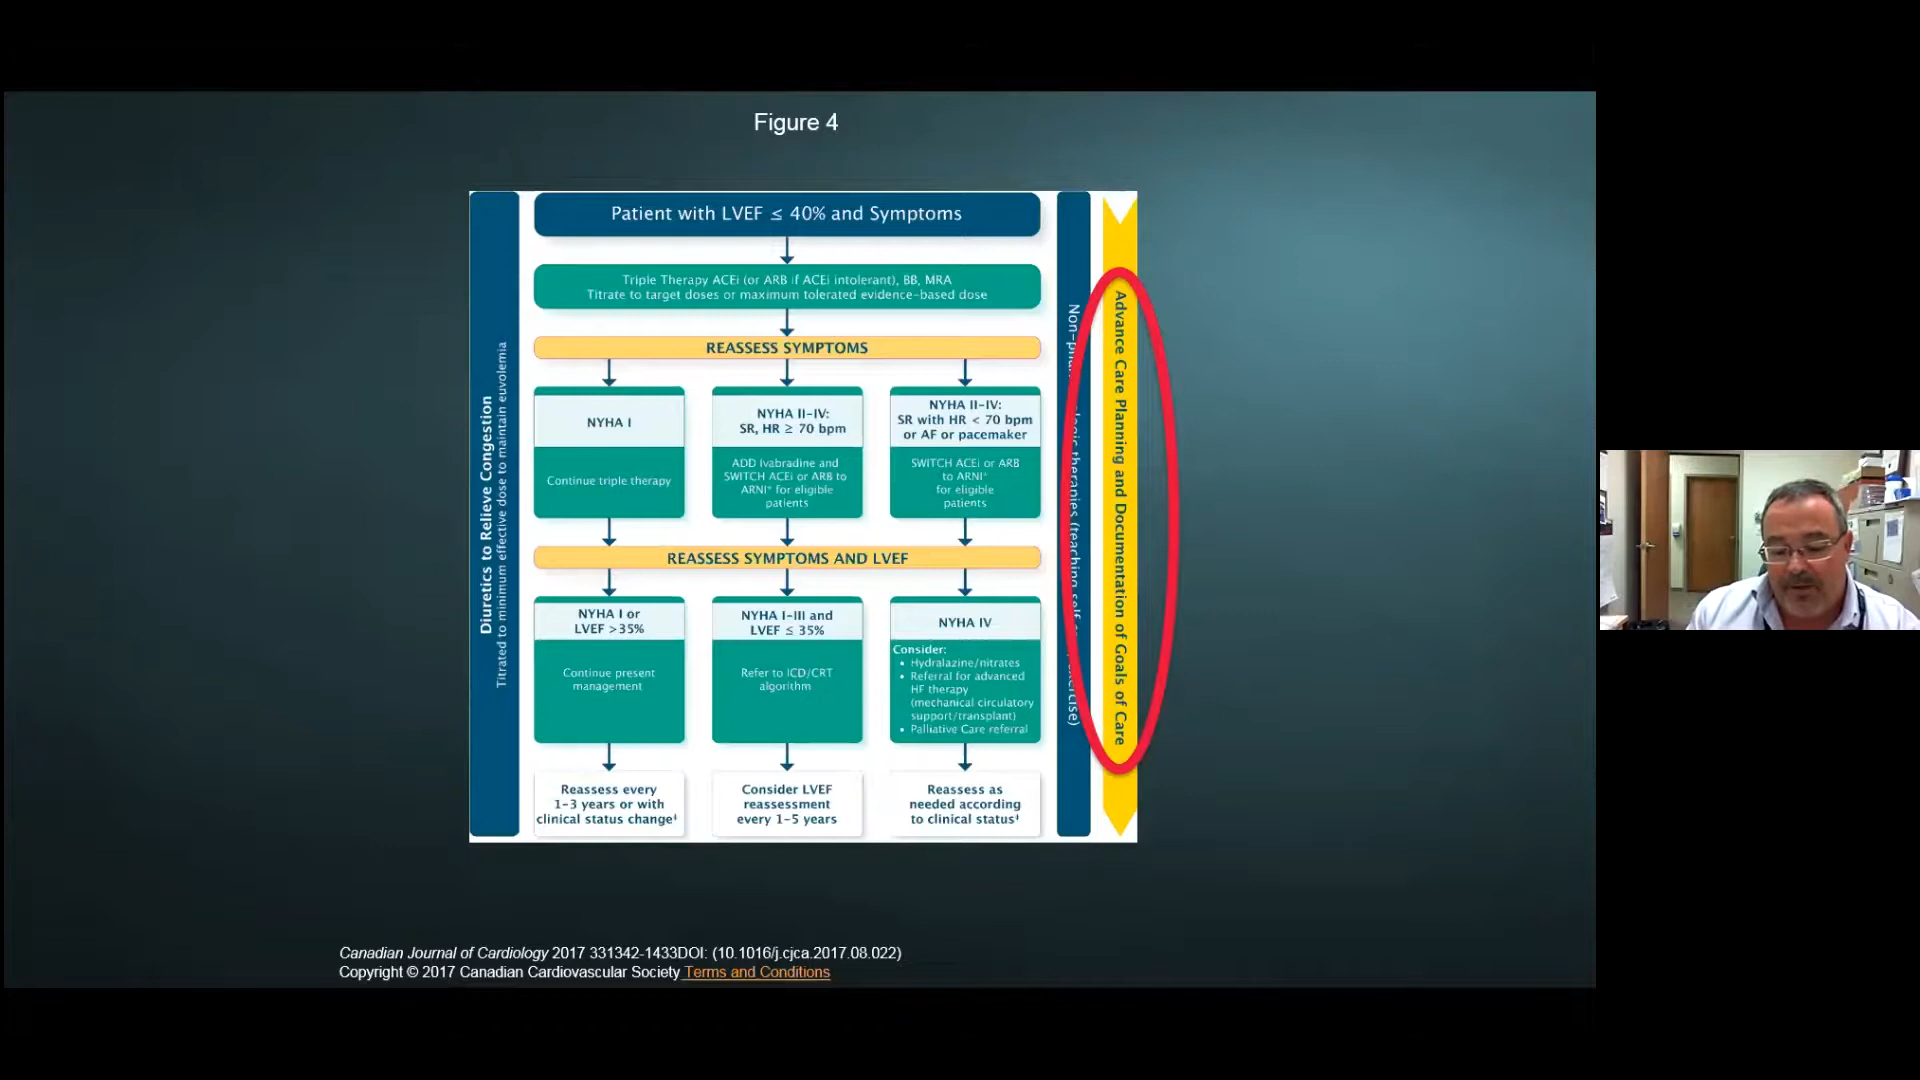 Figure 4
Diuretics to Relieve Congestion
Titrated to minimum effective dose to maintain euvolemia
Patient with LVEF ≤ 40% and Symptoms
Triple Therapy ACEi (or ARB if ACEi intolerant), BB, MRA
Titrate to target doses or maximum tolerated evidence-based dose
REASSESS SYMPTOMS
NYHA I
Continue triple therapy
NYHA II-IV:
SR, HR ≥ 70 bpm
ADD Ivabradine and
SWITCH ACEi or ARB to
ARNI* for eligible
patients
NYHA II-IV:
SR with HR < 70 bpm
or AF or pacemaker
SWITCH ACEi or ARB
to ARNI*
for eligible
patients
REASSESS SYMPTOMS AND LVEF
NYHA I or
LVEF >35%
Continue present
management
NYHA I-III and
LVEF ≤ 35%
Refer to ICD/CRT
algorithm
NYHA IV
Consider:
• Hydralazine/nitrates
• Referral for advanced
HF therapy
(mechanical circulatory
support/transplant)
• Palliative Care referral
Reassess every
1-3 years or with
clinical status change‡
Consider LVEF
reassessment
every 1-5 years
Reassess as
needed according
to clinical status‡
therapies (teaching
Advance Care Planning and Documentation of Goals of Care
Canadian Journal of Cardiology 2017 331342-1433DOI: (10.1016/j.cjca.2017.08.022)
Copyright © 2017 Canadian Cardiovascular Society Terms and Conditions